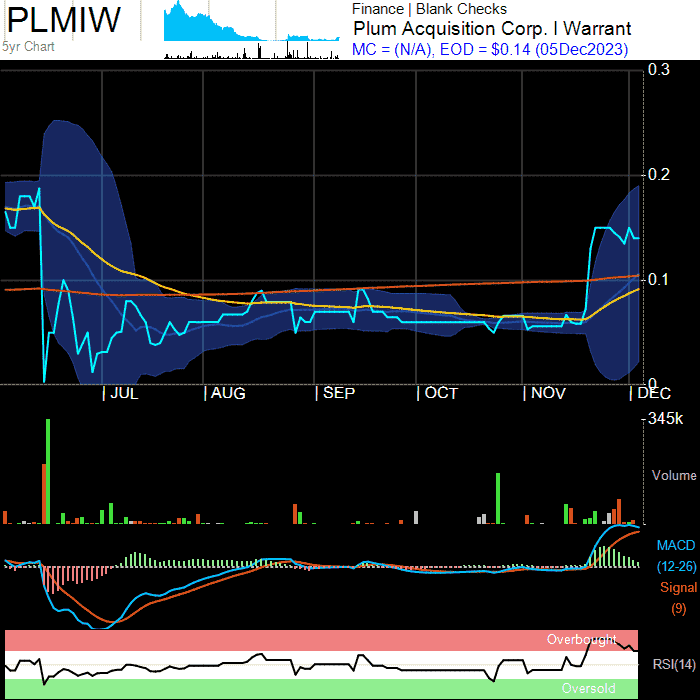 PLMIW
5yr Chart
Finance | Blank Checks
Plum Acquisition Corp. I Warrant
MC = (N/A), EOD = $0.14 (05Dec2023)
0.3
0.2
0.1
0
JUL AUG SEP OCT NOV DEC
345k
Volume
MACD
(12-26)
Signal
(9)
Overbought
RSI(14)
Oversold